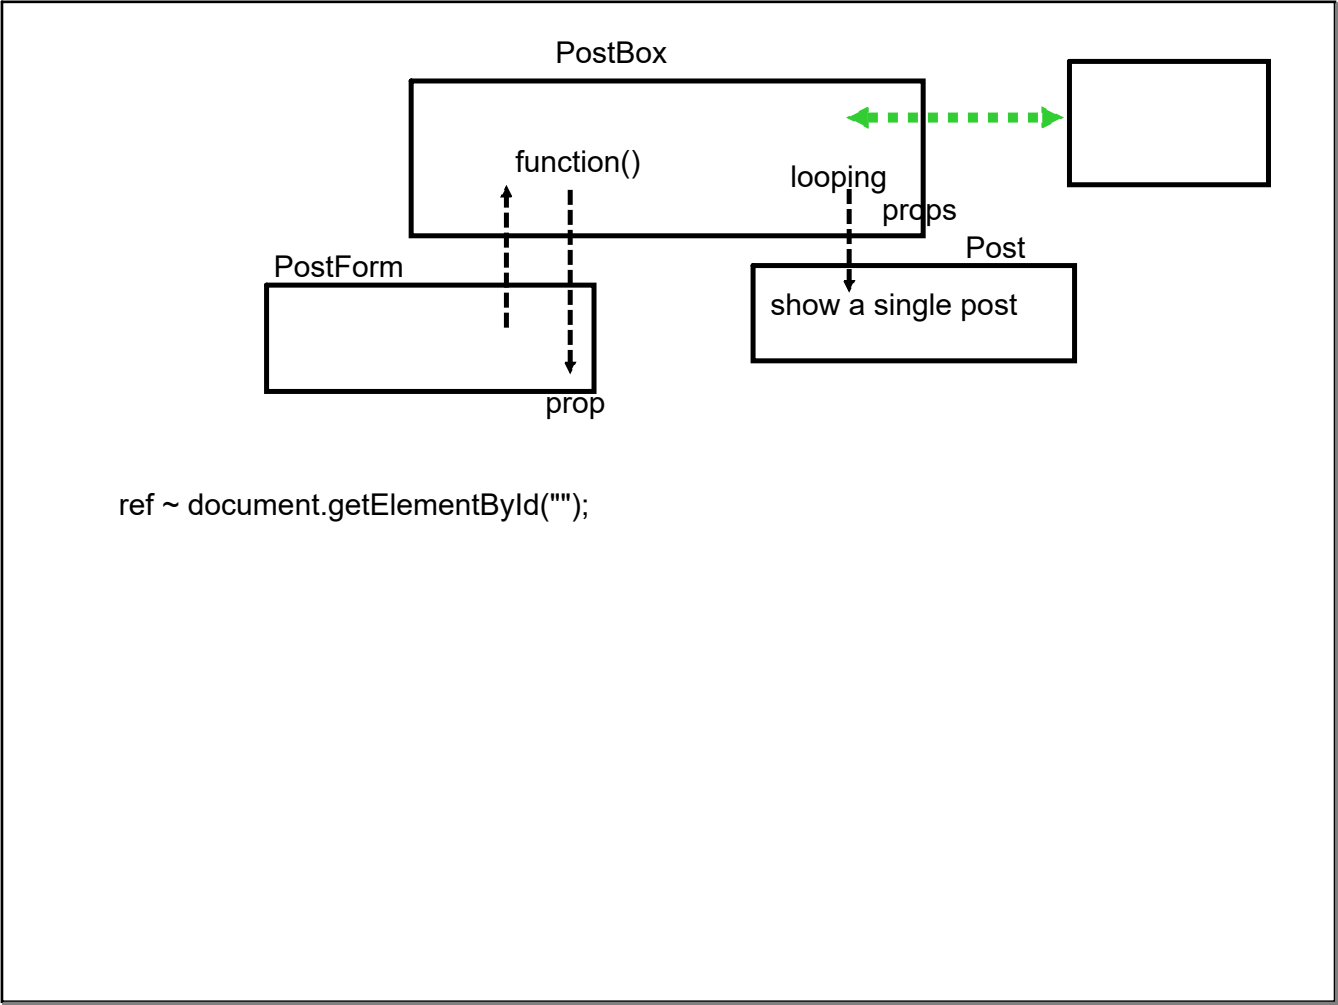 PostBox
function()
looping
props
Post
PostForm
show a single post
prop
ref ~ document.getElementById("");